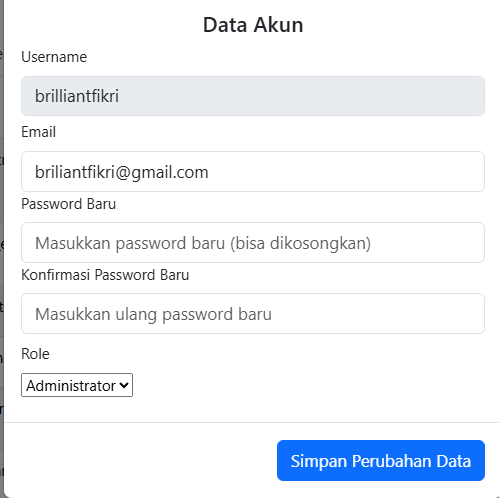 Data Akun
Username
brilliantfikri
Email
briliantfikri@gmail.com
Password Baru
Masukkan password baru (bisa dikosongkan)
Konfirmasi Password Baru
Masukkan ulang password baru
Role
Administrator
Simpan Perubahan Data